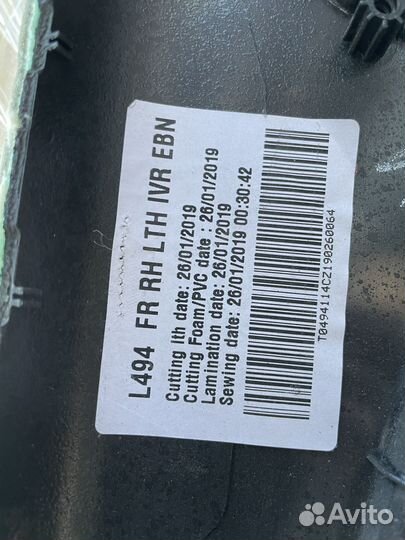 L494 FR RH LTH IVR EBN
Cutting lth date: 26/01/2019
Cutting Foam/PVC date : 26/01/2019
Lamination date: 26/01/2019
Sewing date: 26/01/2019 00:30:42
T0494114CZ190260064
Avito